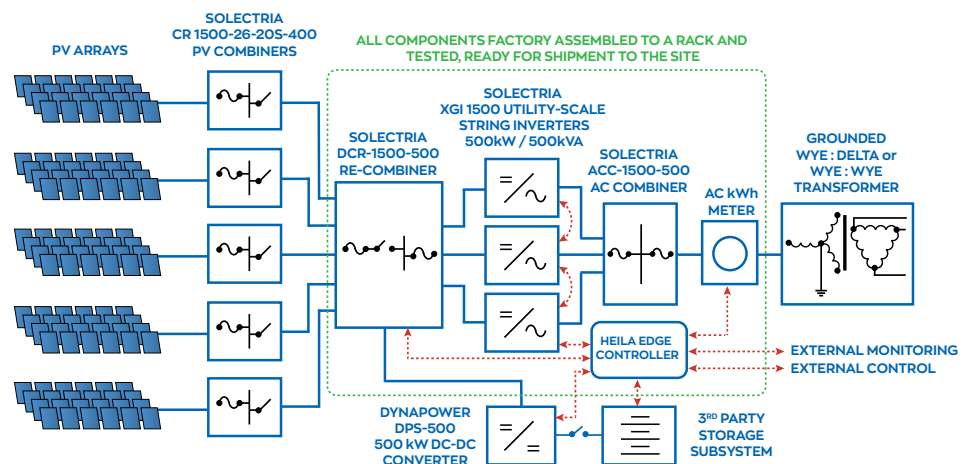 SOLECTRIA
CR 1500-26-20S-400
PV COMBINERS
PV ARRAYS
ALL COMPONENTS FACTORY ASSEMBLED TO A RACK AND
TESTED, READY FOR SHIPMENT TO THE SITE
SOLECTRIA
XGI 1500 UTILITY-SCALE
STRING INVERTERS
500kW / 500kVA
SOLECTRIA
DCR-1500-500
RE-COMBINER
SOLECTRIA
ACC-1500-500
AC COMBINER
AC kWh
METER
GROUNDED
WYE : DELTA or
WYE : WYE
TRANSFORMER
HEILA EDGE
CONTROLLER
EXTERNAL MONITORING
EXTERNAL CONTROL
DYNAPOWER
DPS-500
500 kW DC-DC
CONVERTER
3RD PARTY
STORAGE
SUBSYSTEM